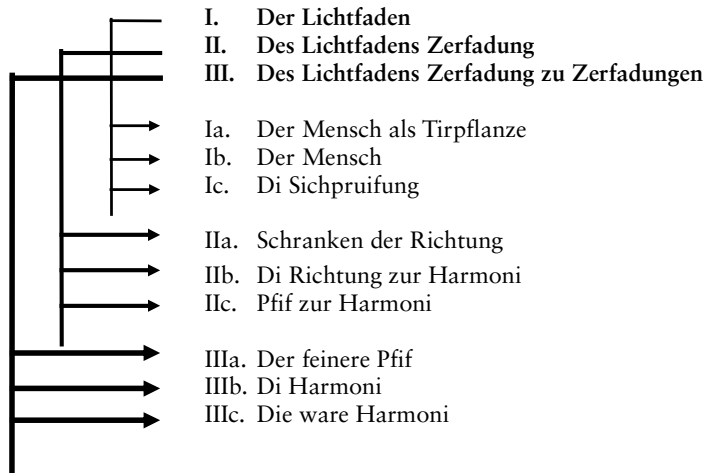 I. Der Lichtfaden
II. Des Lichtfadens Zerfadung
III. Des Lichtfadens Zerfadung zu Zerfadungen
Ia. Der Mensch als Tirpflanze
Ib. Der Mensch
Ic. Di Sichpruifung
IIa. Schranken der Richtung
IIb. Di Richtung zur Harmoni
IIc. Pfif zur Harmoni
IIIa. Der feinere Pfif
IIIb. Di Harmoni
IIIc. Die ware Harmoni